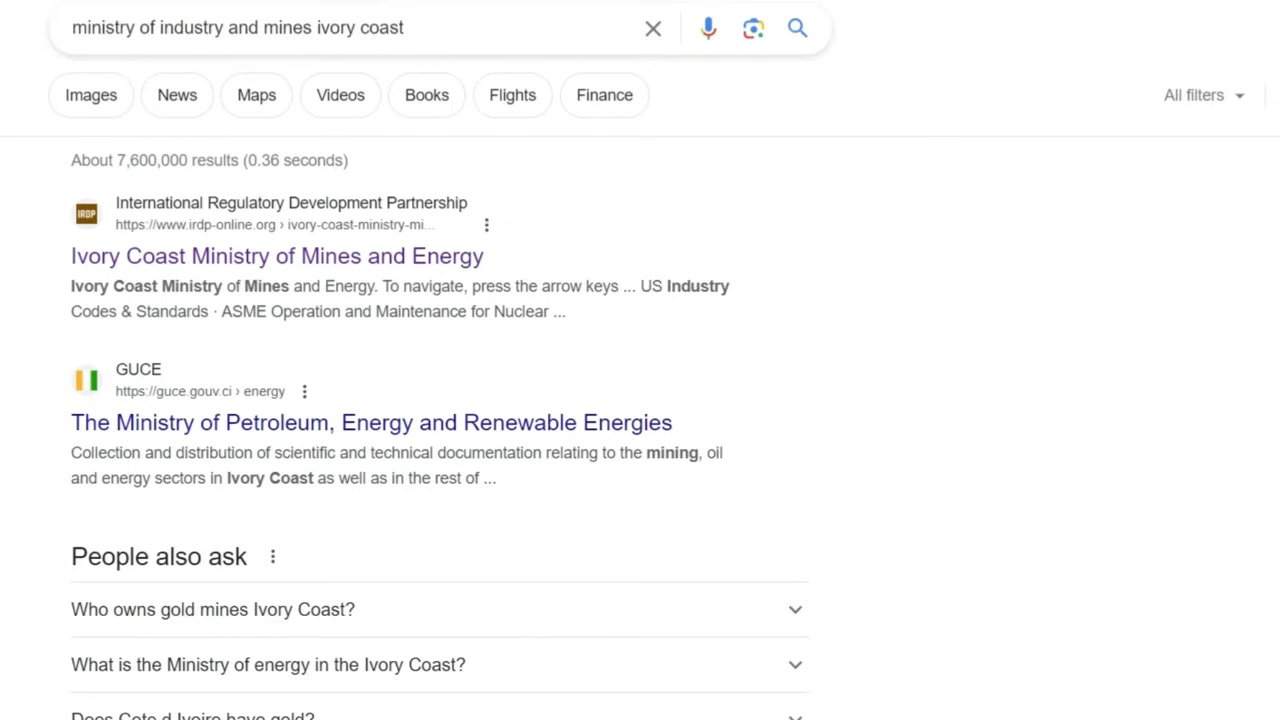 ministry of industry and mines ivory coast
Images News Maps Videos Books Flights Finance All filters
About 7,600,000 results (0.36 seconds)
IRDP
International Regulatory Development Partnership
https://www.irdp-online.org › ivory-coast-ministry-mi...
Ivory Coast Ministry of Mines and Energy
Ivory Coast Ministry of Mines and Energy. To navigate, press the arrow keys ... US Industry
Codes & Standards · ASME Operation and Maintenance for Nuclear ...
GUCE
https://guce.gouv.ci › energy
The Ministry of Petroleum, Energy and Renewable Energies
Collection and distribution of scientific and technical documentation relating to the mining, oil
and energy sectors in Ivory Coast as well as in the rest of ...
People also ask
Who owns gold mines Ivory Coast?
What is the Ministry of energy in the Ivory Coast?
Does Cote d Ivoire have gold?